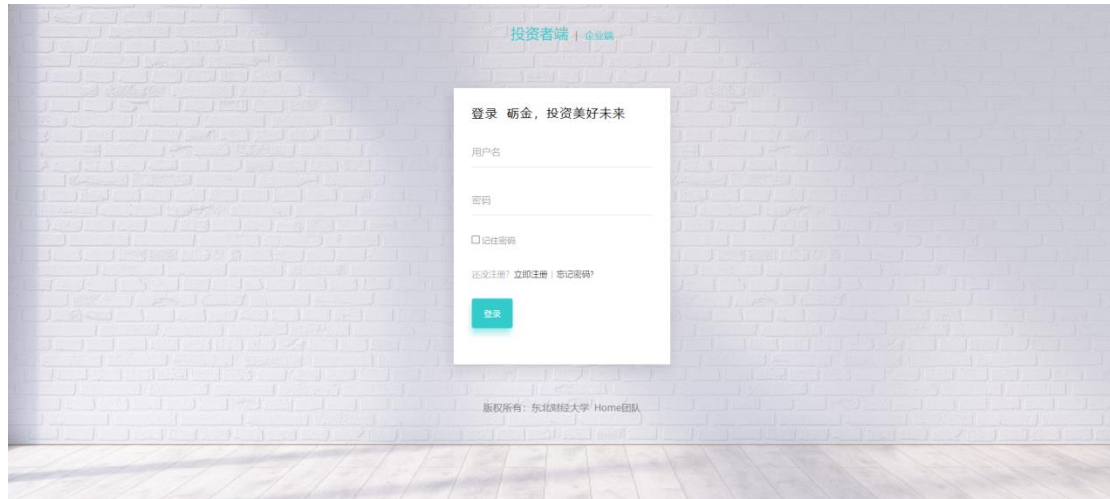 投资者端 | 企业端
登录 砺金，投资美好未来
用户名
密码
记住密码
还没注册? 立即注册 | 忘记密码?
登录
版权所有：东北财经大学 Home团队